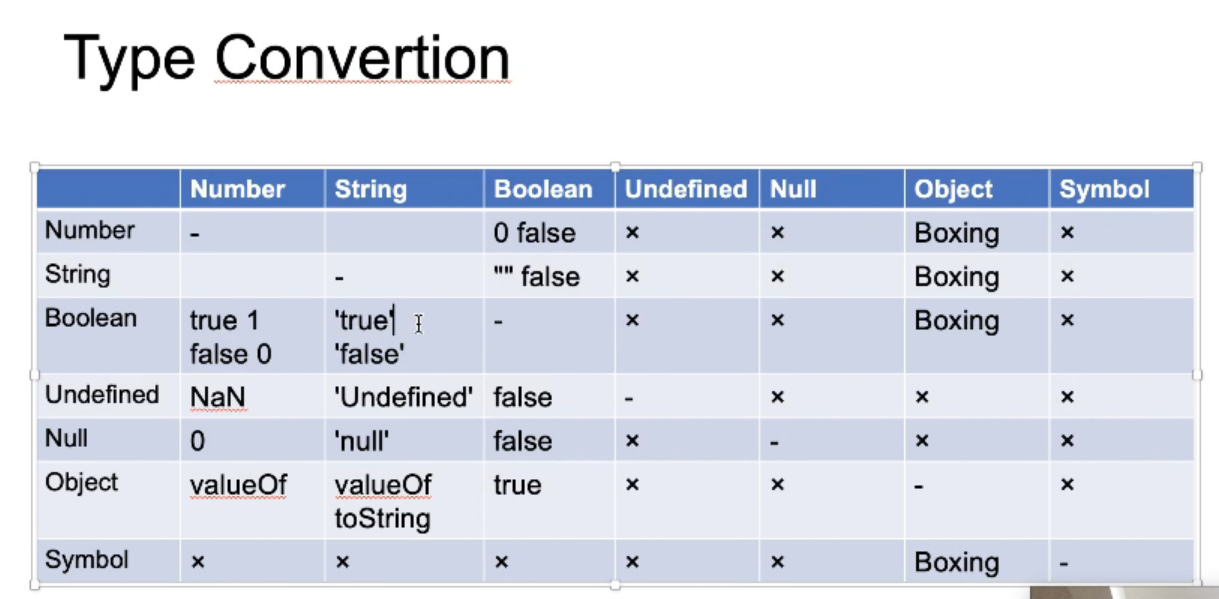 Type Convertion
Number String Boolean Undefined Null Object Symbol
Number - 0 false × × Boxing ×
String - "" false × × Boxing ×
Boolean true 1 'true' - × × Boxing ×
false 0 'false'
Undefined NaN 'Undefined' false - × × ×
Null 0 'null' false × - × ×
Object valueOf valueOf true × × - ×
toString
Symbol × × × × × Boxing -